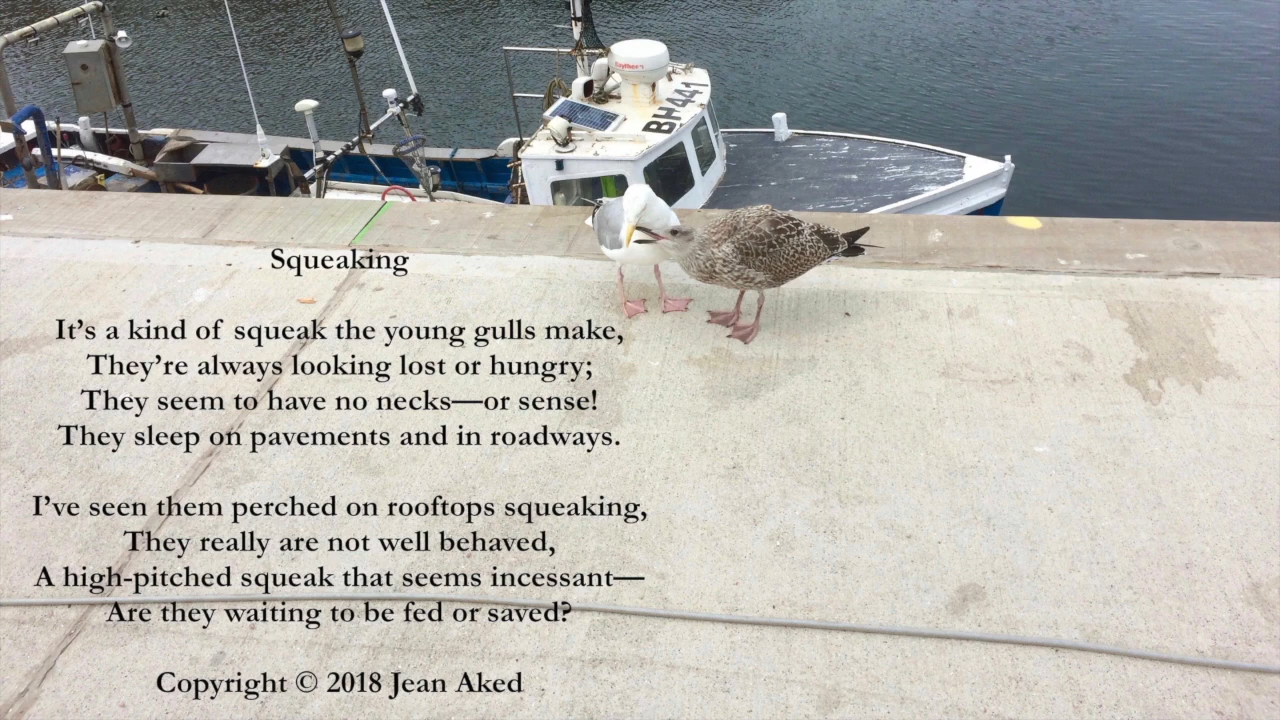 Raytheon
BH441
Squeaking
It's a kind of squeak the young gulls make,
They're always looking lost or hungry;
They seem to have no necks—or sense!
They sleep on pavements and in roadways.
I've seen them perched on rooftops squeaking,
They really are not well behaved,
A high-pitched squeak that seems incessant—
Are they waiting to be fed or saved?
Copyright © 2018 Jean Aked